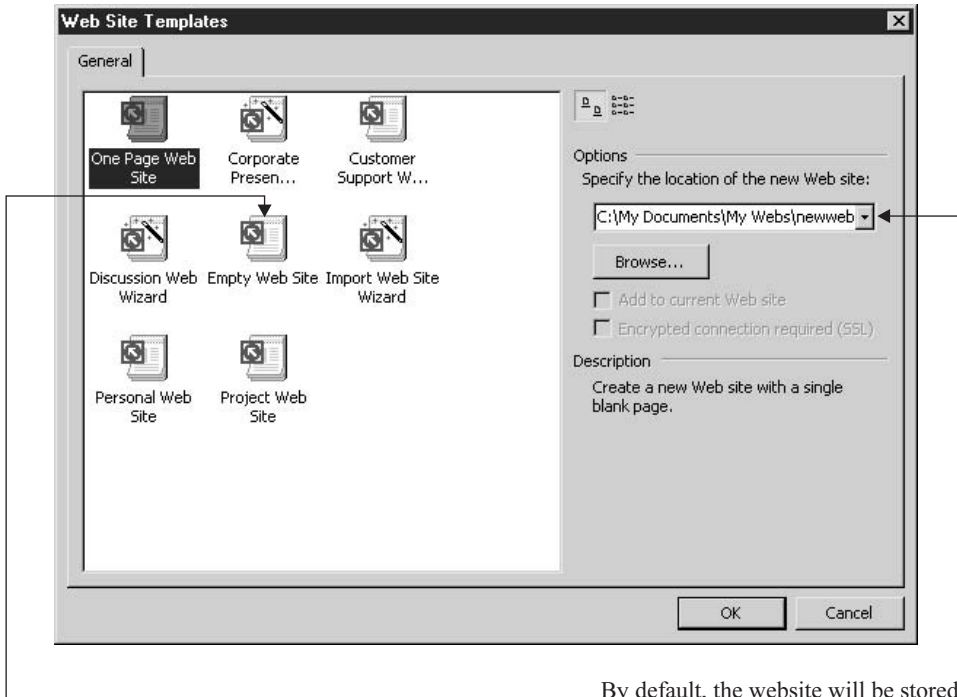 Web Site Templates
General
One Page Web
Site
Corporate
Presen...
Customer
Support W...
Discussion Web
Wizard
Empty Web Site
Import Web Site
Wizard
Personal Web
Site
Project Web
Site
Options
Specify the location of the new Web site:
C:\My Documents\My Webs\newweb
Browse...
Add to current Web site
Encrypted connection required (SSL)
Description
Create a new Web site with a single
blank page.
OK
Cancel
By default, the website will be stored